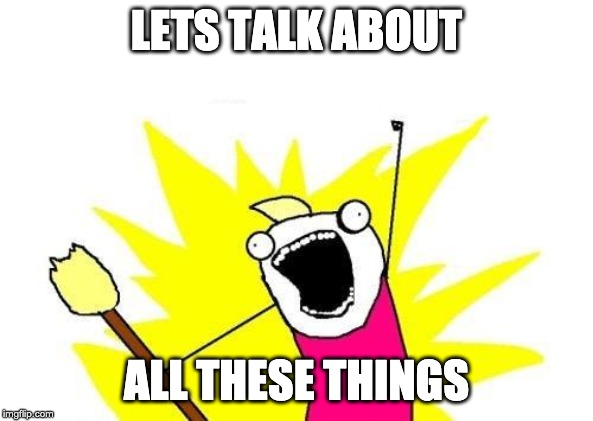 LETS TALK ABOUT
ALL THESE THINGS
imgflip.com